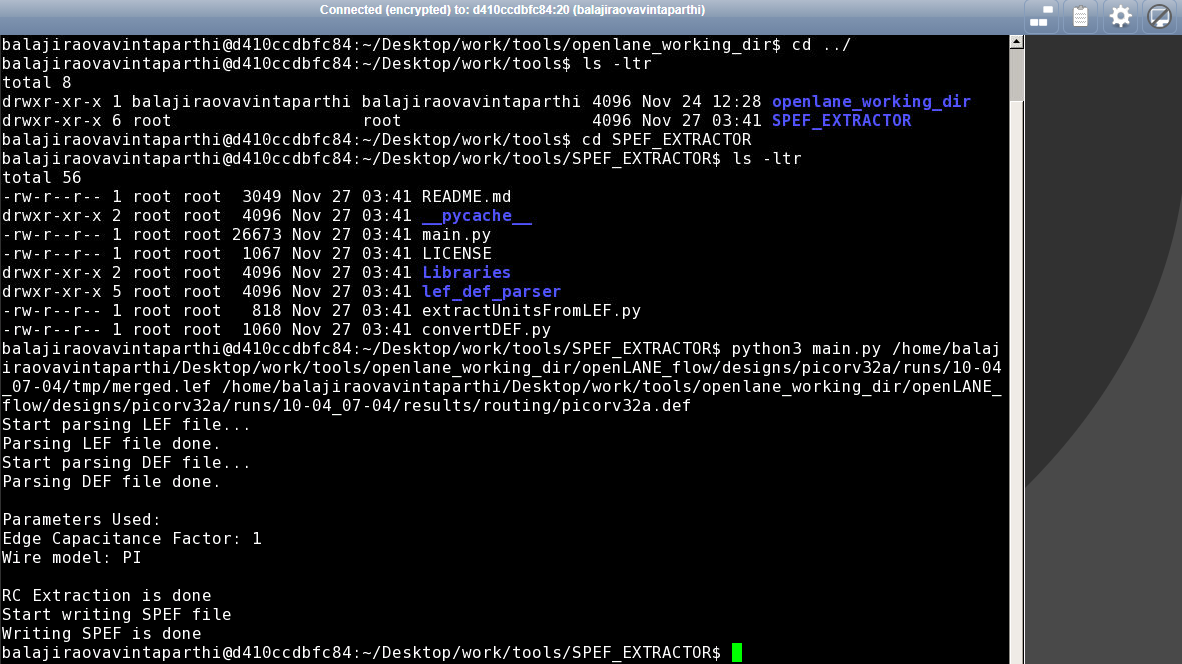 Connected (encrypted) to: d410ccdbfc84:20 (balajiraovavintaparthi)
balajiraovavintaparthi@d410ccdbfc84:~/Desktop/work/tools/openlane_working_dir$ cd ../
balajiraovavintaparthi@d410ccdbfc84:~/Desktop/work/tools$ ls -ltr
total 8
drwxr-xr-x 1 balajiraovavintaparthi balajiraovavintaparthi 4096 Nov 24 12:28 openlane_working_dir
drwxr-xr-x 6 root                   root                   4096 Nov 27 03:41 SPEF_EXTRACTOR
balajiraovavintaparthi@d410ccdbfc84:~/Desktop/work/tools$ cd SPEF_EXTRACTOR
balajiraovavintaparthi@d410ccdbfc84:~/Desktop/work/tools/SPEF_EXTRACTOR$ ls -ltr
total 56
-rw-r--r-- 1 root root  3049 Nov 27 03:41 README.md
drwxr-xr-x 2 root root  4096 Nov 27 03:41 __pycache__
-rw-r--r-- 1 root root 26673 Nov 27 03:41 main.py
-rw-r--r-- 1 root root  1067 Nov 27 03:41 LICENSE
drwxr-xr-x 2 root root  4096 Nov 27 03:41 Libraries
drwxr-xr-x 5 root root  4096 Nov 27 03:41 lef_def_parser
-rw-r--r-- 1 root root   818 Nov 27 03:41 extractUnitsFromLEF.py
-rw-r--r-- 1 root root  1060 Nov 27 03:41 convertDEF.py
balajiraovavintaparthi@d410ccdbfc84:~/Desktop/work/tools/SPEF_EXTRACTOR$ python3 main.py /home/balaj
iraovavintaparthi/Desktop/work/tools/openlane_working_dir/openLANE_flow/designs/picorv32a/runs/10-04
_07-04/tmp/merged.lef /home/balajiraovavintaparthi/Desktop/work/tools/openlane_working_dir/openLANE_
flow/designs/picorv32a/runs/10-04_07-04/results/routing/picorv32a.def
Start parsing LEF file...
Parsing LEF file done.
Start parsing DEF file...
Parsing DEF file done.
Parameters Used:
Edge Capacitance Factor: 1
Wire model: PI
RC Extraction is done
Start writing SPEF file
Writing SPEF is done
balajiraovavintaparthi@d410ccdbfc84:~/Desktop/work/tools/SPEF_EXTRACTOR$